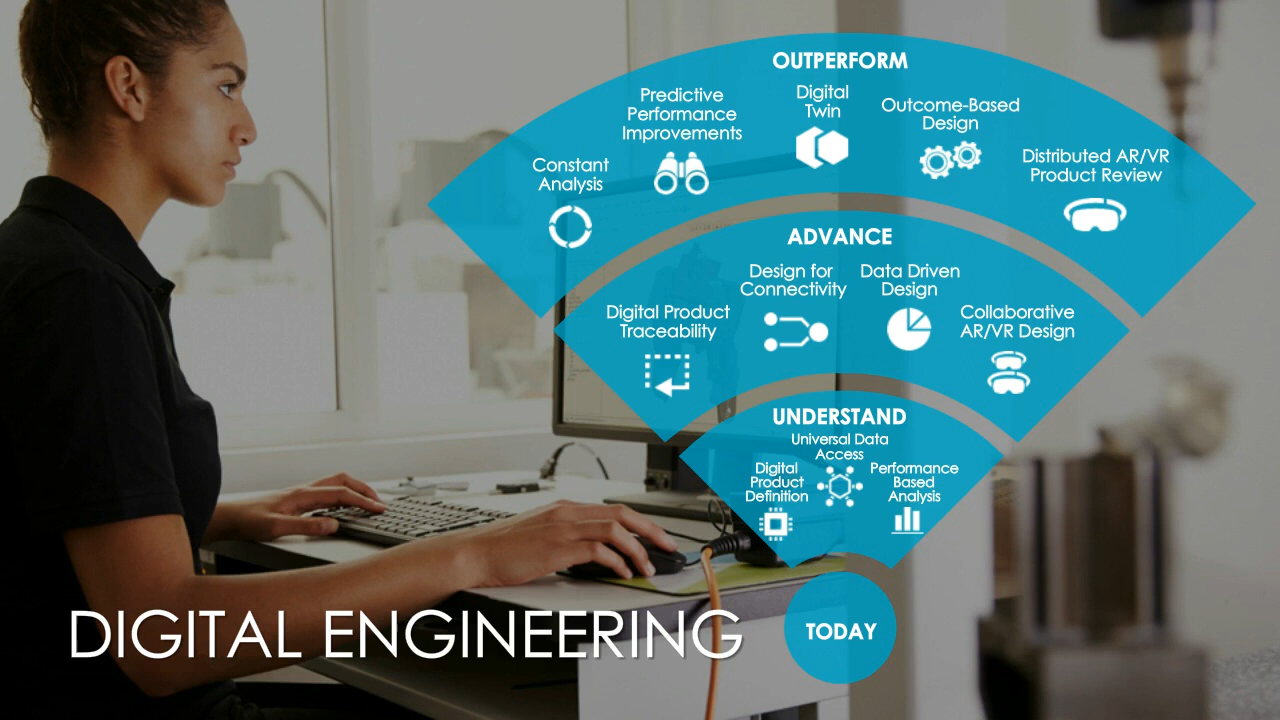 OUTPERFORM
Constant
Analysis
Predictive
Performance
Improvements
Digital
Twin
Outcome-Based
Design
Distributed AR/VR
Product Review
ADVANCE
Digital Product
Traceability
Design for
Connectivity
Data Driven
Design
Collaborative
AR/VR Design
UNDERSTAND
Digital
Product
Definition
Universal Data
Access
Performance
Based
Analysis
TODAY
DIGITAL ENGINEERING